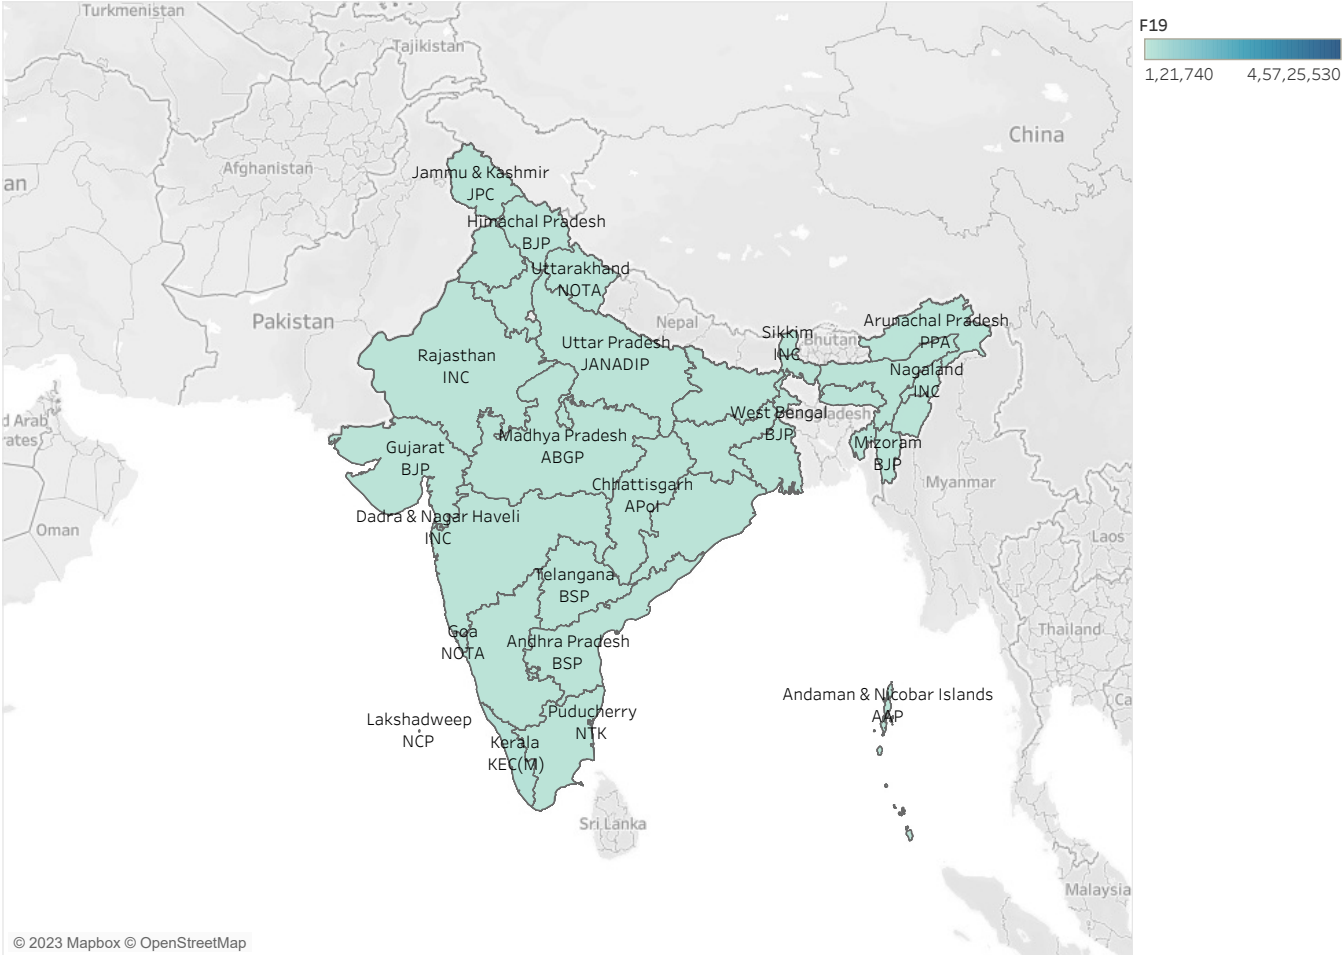 Turkmenistan
F19
Tajikistan
1,21,740
4,57,25,530
China
Afghanistan
an
Jammu & Kashmir
JPC
Himachal Pradesh
BJP
Uttarakhand
NOTA
Pakistan
Nepal
Arunachal Pradesh
PPA
Sikkim
INC
Bhutan
Uttar Pradesh
JANADIP
Rajasthan
INC
Nagaland
INC
d Arab
rates
West Bengal
BJP
adesh
Madhya Pradesh
ABGP
Gujarat
BJP
Mizoram
BJP
Myanmar
Chhattisgarh
APoI
Dadra & Nagar Haveli
INC
Oman
Laos
Telangana
BSP
Goa
NOTA
Andhra Pradesh
BSP
Thailand
Andaman & Nicobar Islands
AAP
Ca
Lakshadweep
NCP
Puducherry
NTK
Kerala
KEC(M)
Sri Lanka
Malaysia
© 2023 Mapbox © OpenStreetMap